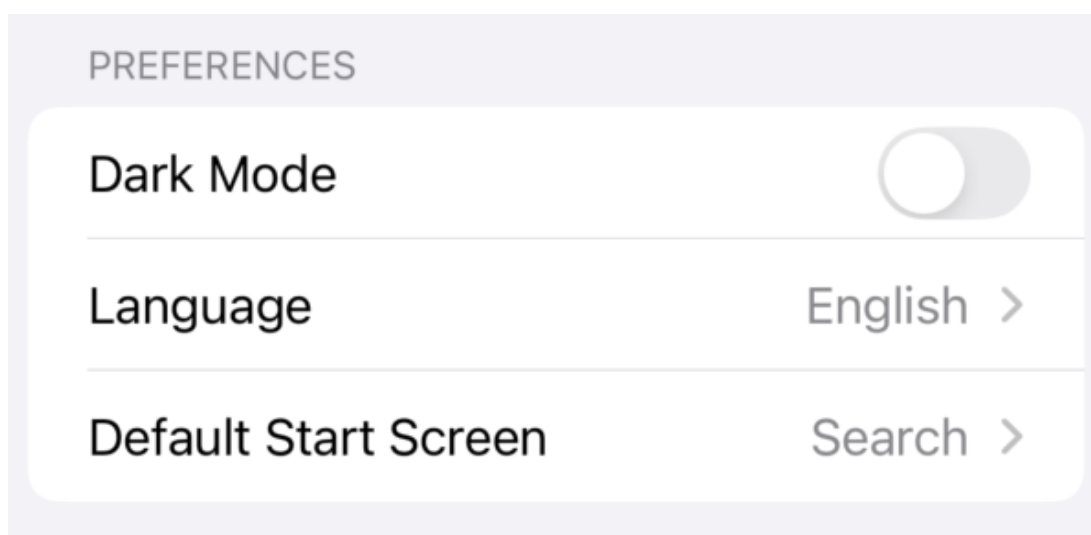 PREFERENCES
Dark Mode
Language English
Default Start Screen Search